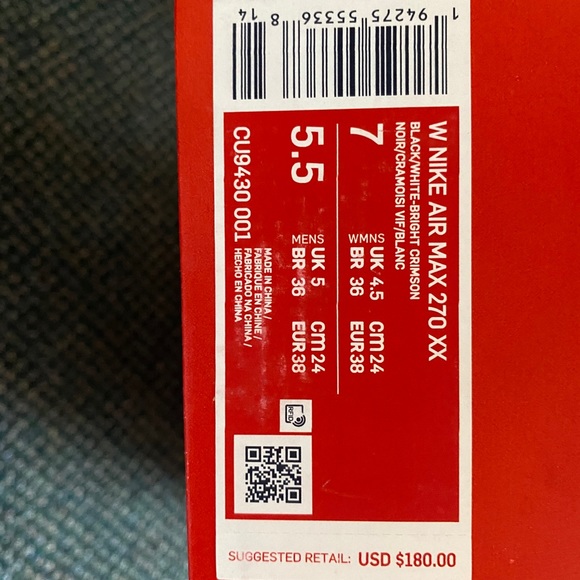 1 94275 55336 8 14
W NIKE AIR MAX 270 XX
BLACK/WHITE-BRIGHT CRIMSON
NOIR/CRAMOISI VIF/BLANC
7
WMNS UK 4.5 cm 24
BR 36 EUR 38
5.5
MENS UK 5 cm 24
BR 36 EUR 38
CU9430 001
MADE IN CHINA /
FABRIQUE EN CHINE /
FABRICADO NA CHINA /
HECHO EN CHINA
RFID
SUGGESTED RETAIL: USD $180.00